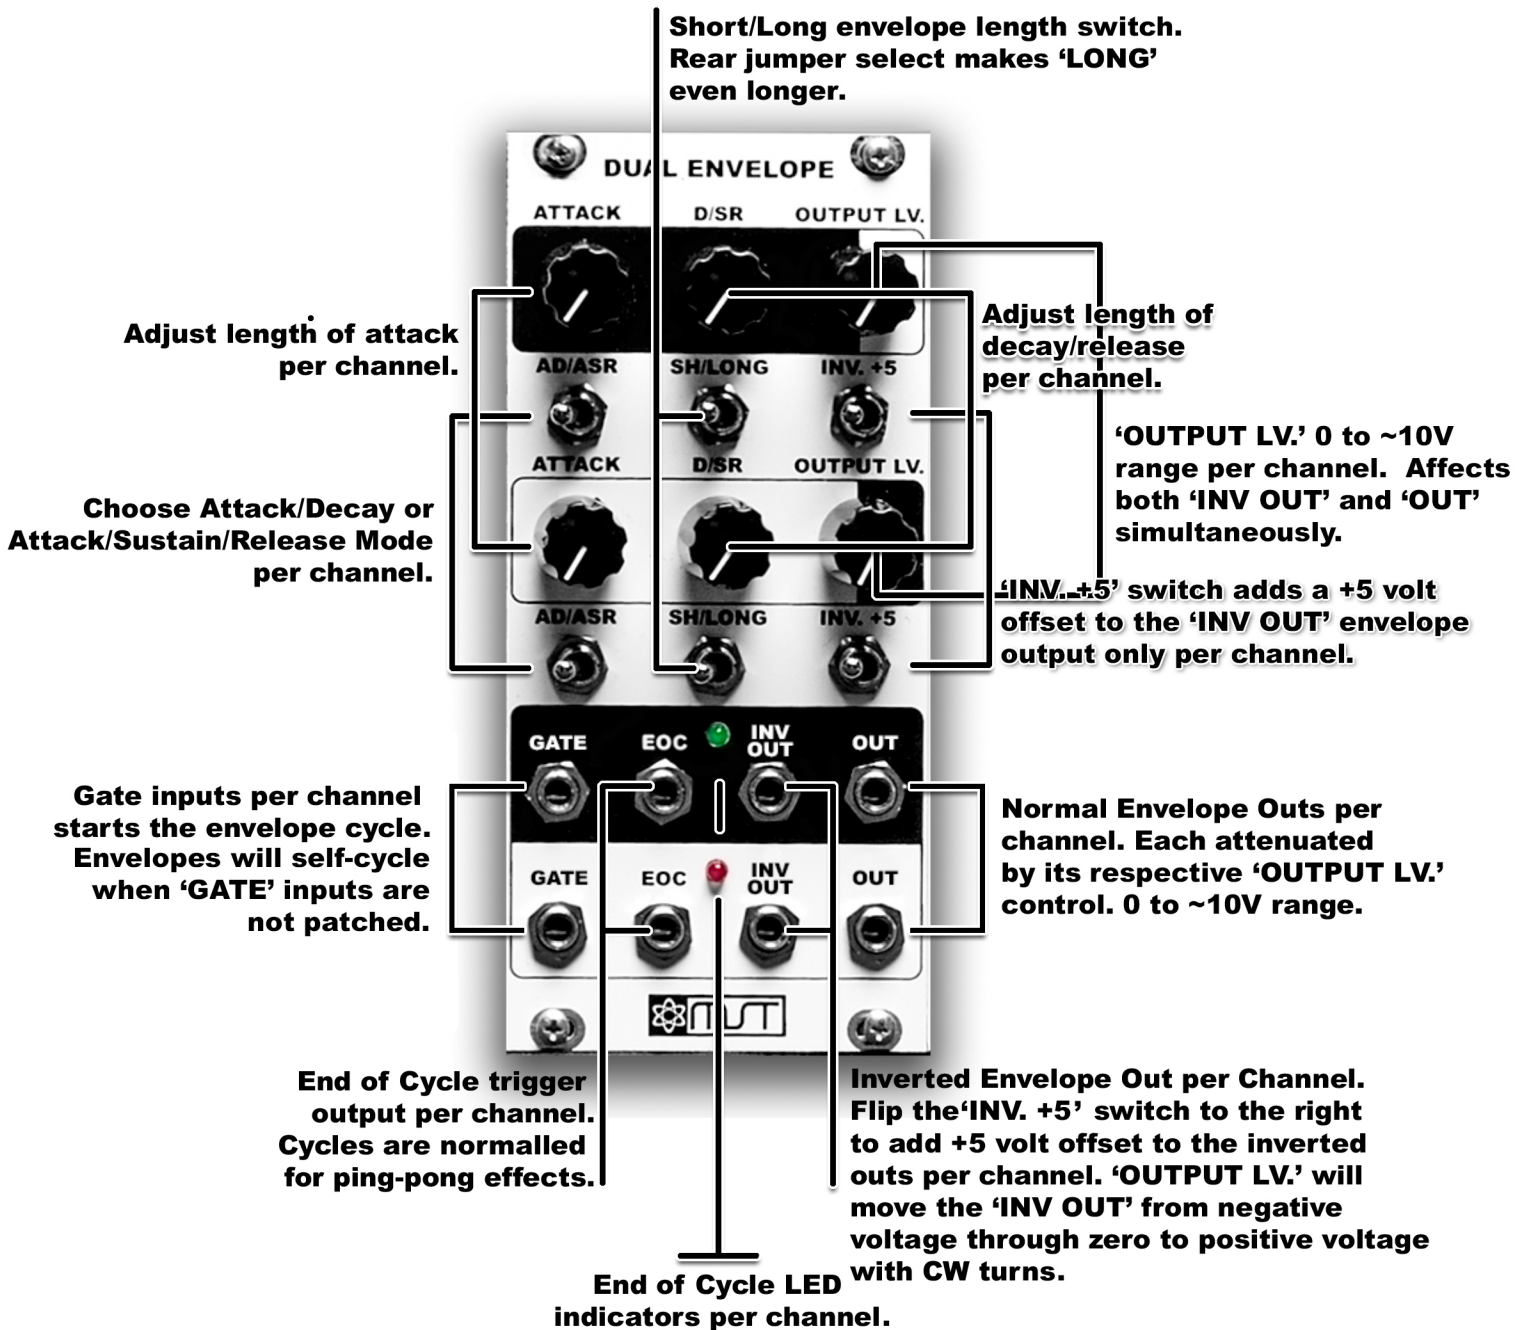 Short/Long envelope length switch.
Rear jumper select makes ‘LONG’
even longer.
DUAL ENVELOPE
ATTACK D/SR OUTPUT LV.
Adjust length of attack
per channel.
Adjust length of
decay/release
per channel.
AD/ASR SH/LONG INV. +5
‘OUTPUT LV.’ 0 to ~10V
range per channel.  Affects
both ‘INV OUT’ and ‘OUT’
simultaneously.
ATTACK D/SR OUTPUT LV.
Choose Attack/Decay or
Attack/Sustain/Release Mode
per channel.
‘INV. +5’ switch adds a +5 volt
offset to the ‘INV OUT’ envelope
output only per channel.
AD/ASR SH/LONG INV. +5
GATE EOC INV OUT OUT
Gate inputs per channel
starts the envelope cycle.
Envelopes will self-cycle
when ‘GATE’ inputs are
not patched.
Normal Envelope Outs per
channel. Each attenuated
by its respective ‘OUTPUT LV.’
control. 0 to ~10V range.
GATE EOC INV OUT OUT
MST
End of Cycle trigger
output per channel.
Cycles are normalled
for ping-pong effects.
Inverted Envelope Out per Channel.
Flip the‘INV. +5’ switch to the right
to add +5 volt offset to the inverted
outs per channel. ‘OUTPUT LV.’ will
move the ‘INV OUT’ from negative
voltage through zero to positive voltage
with CW turns.
End of Cycle LED
indicators per channel.